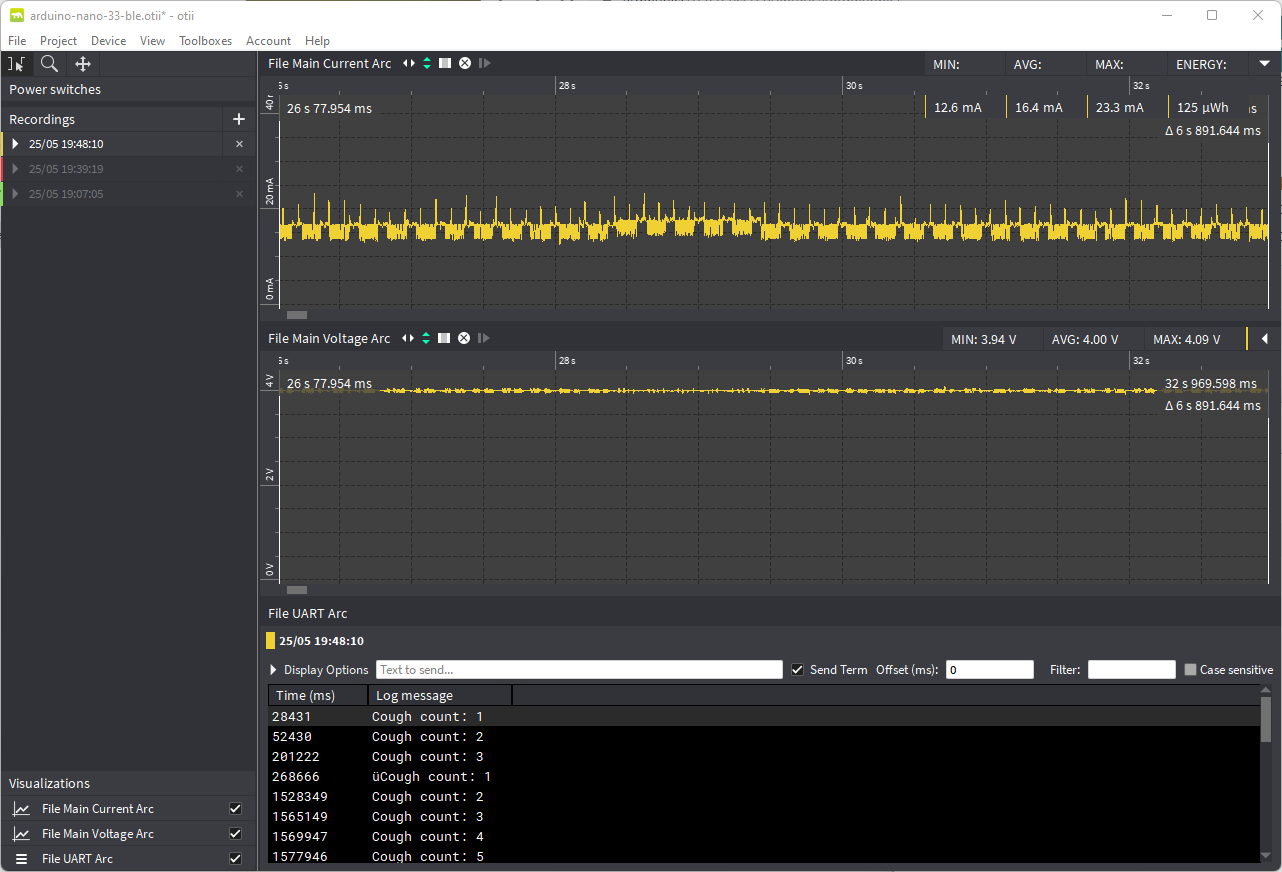 arduino-nano-33-ble.otii* - otii
File Project Device View Toolboxes Account Help
Power switches
Recordings
25/05 19:48:10
25/05 19:39:19
25/05 19:07:05
Visualizations
File Main Current Arc
File Main Voltage Arc
File UART Arc
File Main Current Arc MIN: AVG: MAX: ENERGY:
28 s 30 s 32 s
26 s 77.954 ms 12.6 mA 16.4 mA 23.3 mA 125 µWh
Δ 6 s 891.644 ms
20 mA
0 mA
File Main Voltage Arc MIN: 3.94 V AVG: 4.00 V MAX: 4.09 V
28 s 30 s 32 s
4 V
26 s 77.954 ms 32 s 969.598 ms
Δ 6 s 891.644 ms
2 V
0 V
File UART Arc
25/05 19:48:10
Display Options Text to send... Send Term Offset (ms): 0 Filter: Case sensitive
Time (ms) Log message
28431 Cough count: 1
52430 Cough count: 2
201222 Cough count: 3
268666 üCough count: 1
1528349 Cough count: 2
1565149 Cough count: 3
1569947 Cough count: 4
1577946 Cough count: 5